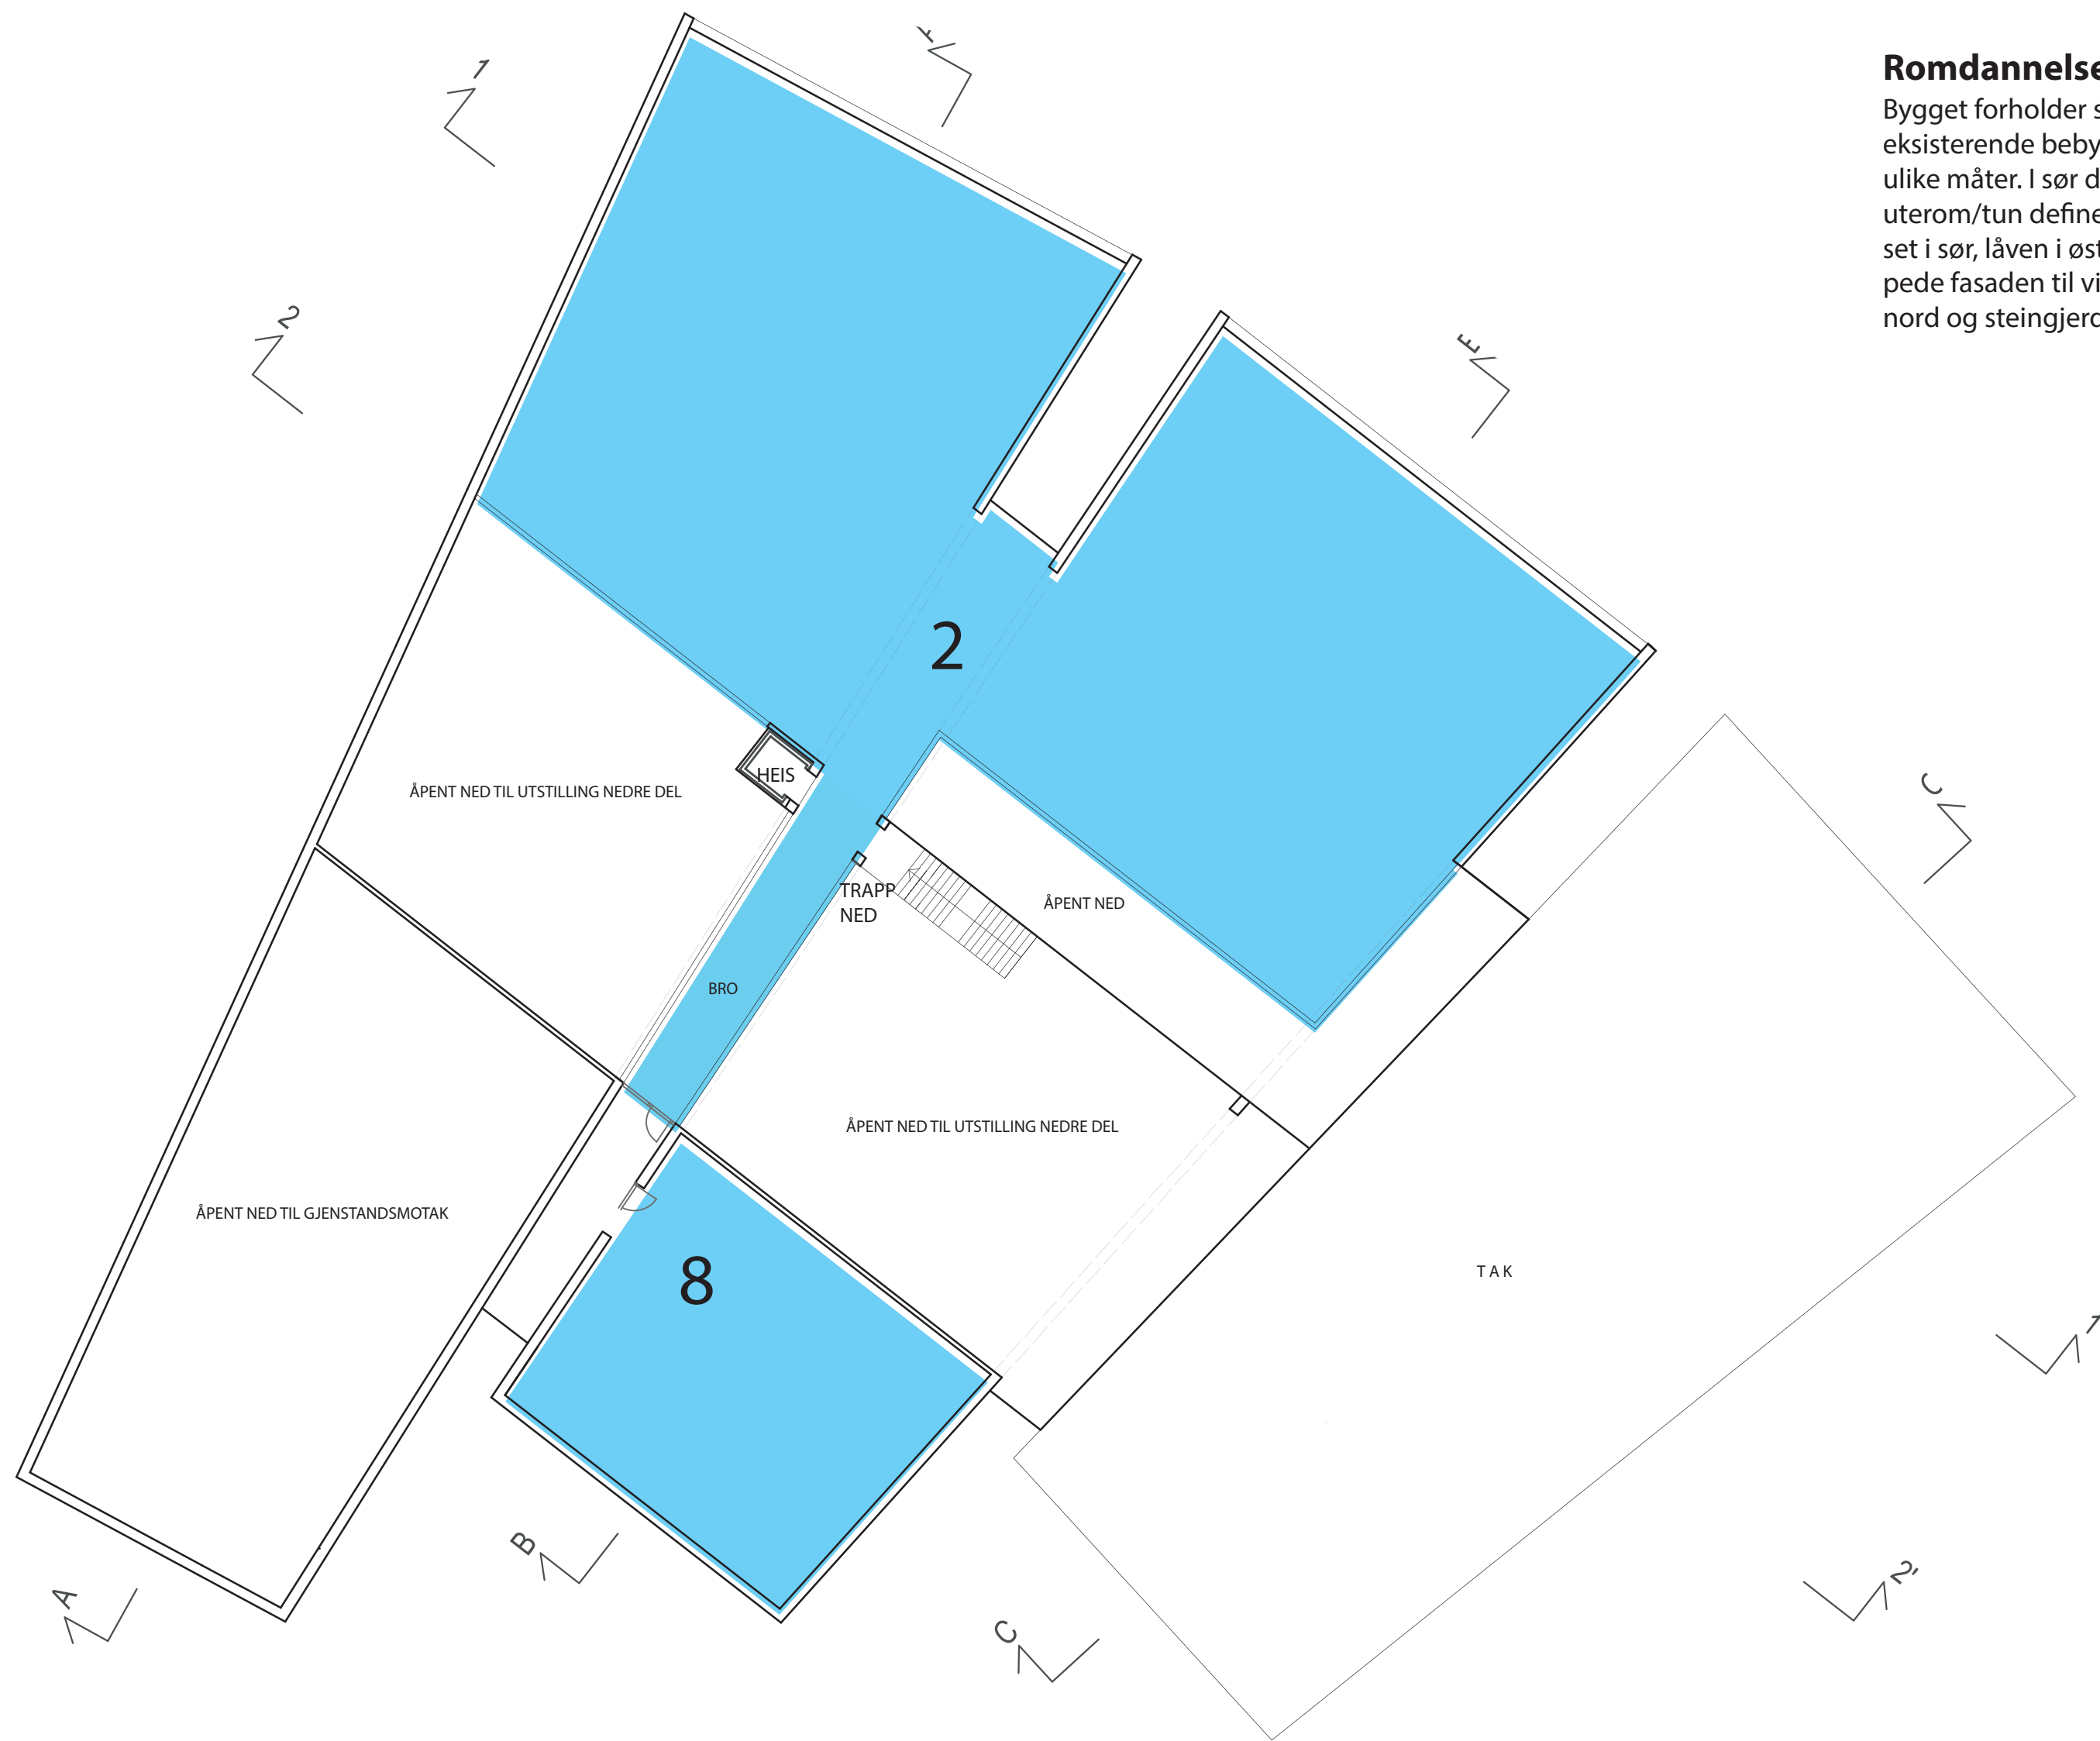 Romdannelse
Bygget forholder s
eksisterende beby
ulike måter. I sør d
uterom/tun define
set i sør, låven i øst
pede fasaden til vi
nord og steingjerd
1
2
E
2
C
HEIS
ÅPENT NED TIL UTSTILLING NEDRE DEL
TRAPP
NED
ÅPENT NED
BRO
ÅPENT NED TIL UTSTILLING NEDRE DEL
ÅPENT NED TIL GJENSTANDSMOTAK
8
TAK
1
B
A
C
2'